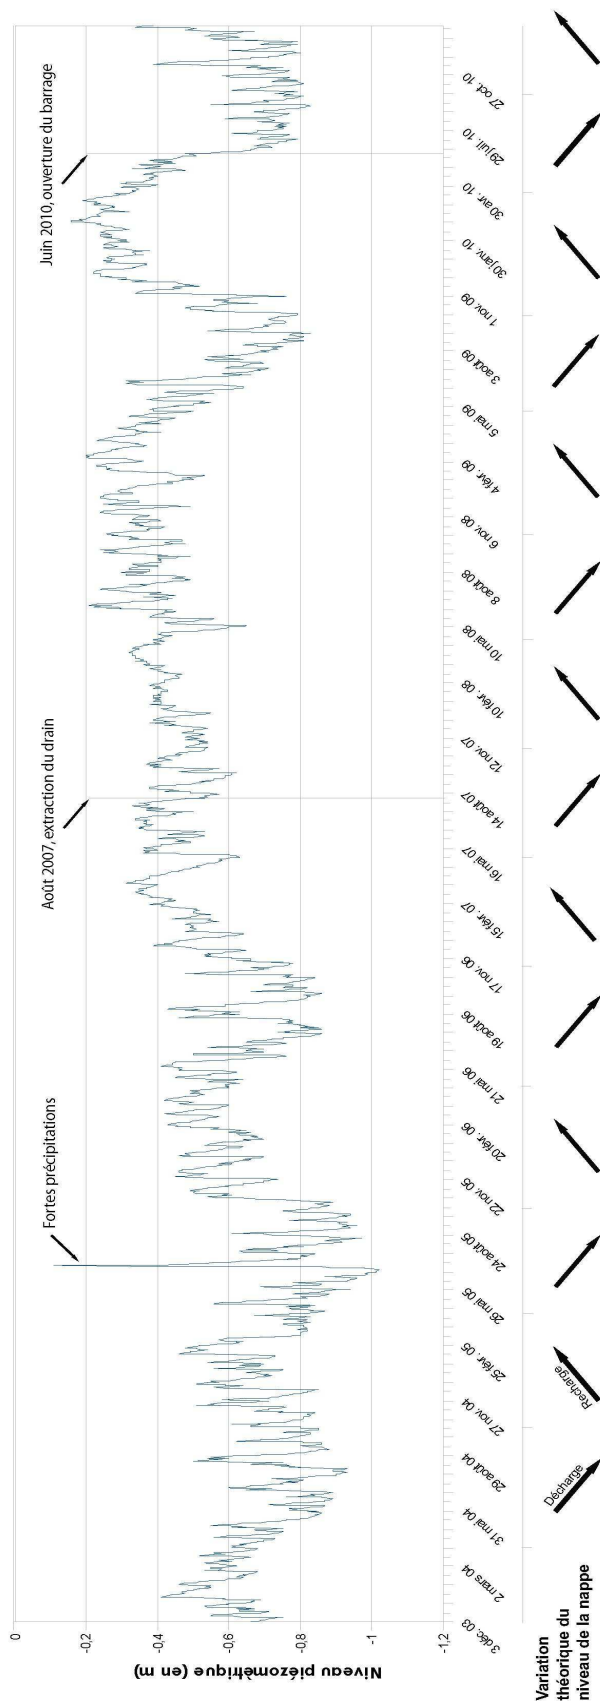 Fortes précipitations
Août 2007, extraction du drain
Juin 2010, ouverture du barrage
Niveau piézométrique (en m)
0
-0,2
-0,4
-0,6
-0,8
-1
-1,2
3 déc. 03
2 mars 04
31 mai 04
29 août 04
27 nov. 04
25 févr. 05
26 mai 05
24 août 05
22 nov. 05
20 févr. 06
21 mai 06
19 août 06
17 nov. 06
15 févr. 07
16 mai 07
14 août 07
12 nov. 07
10 févr. 08
10 mai 08
8 août 08
6 nov. 08
4 févr. 09
5 mai 09
3 août 09
1 nov. 09
30 janv. 10
30 avr. 10
29 juil. 10
27 oct. 10
Variation
théorique du
niveau de la nappe
Décharge
Recharge